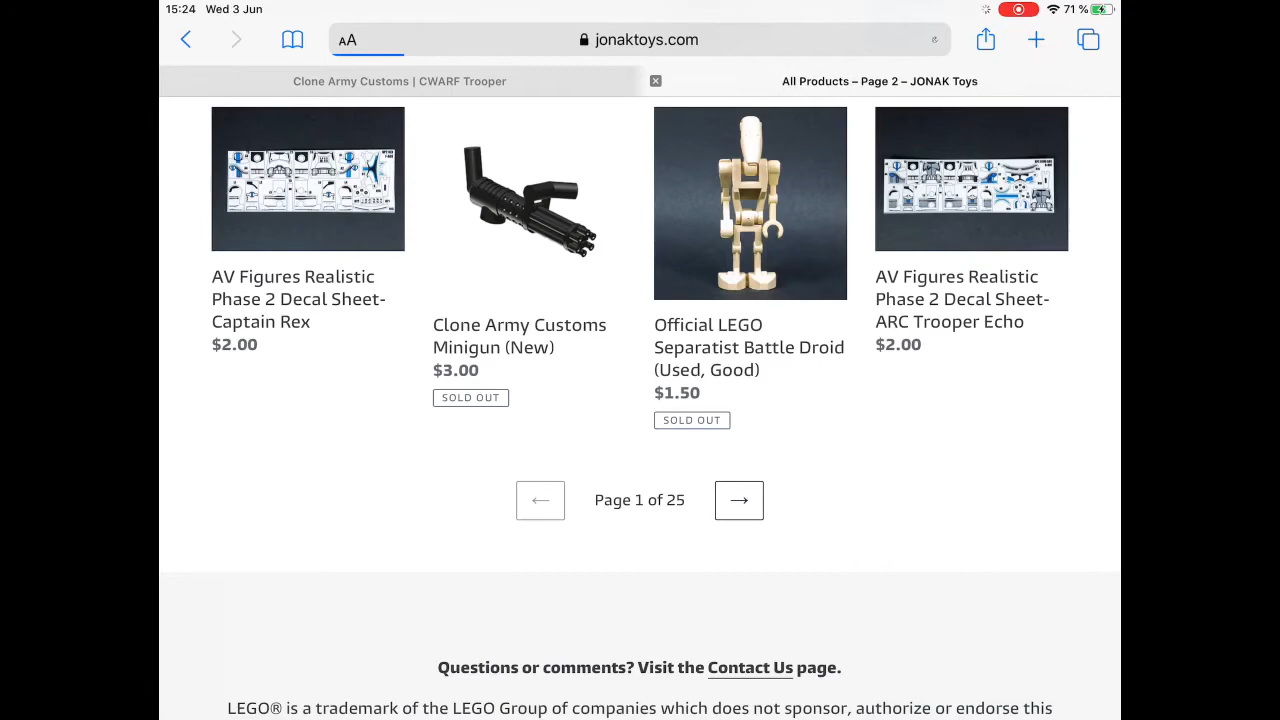 15:24 Wed 3 Jun 71 %
AA jonaktoys.com
Clone Army Customs | CWARF Trooper
All Products – Page 2 – JONAK Toys
AV Figures Realistic
Phase 2 Decal Sheet-
Captain Rex
$2.00
Clone Army Customs
Minigun (New)
$3.00
SOLD OUT
Official LEGO
Separatist Battle Droid
(Used, Good)
$1.50
SOLD OUT
AV Figures Realistic
Phase 2 Decal Sheet-
ARC Trooper Echo
$2.00
← Page 1 of 25 →
Questions or comments? Visit the Contact Us page.
LEGO® is a trademark of the LEGO Group of companies which does not sponsor, authorize or endorse this